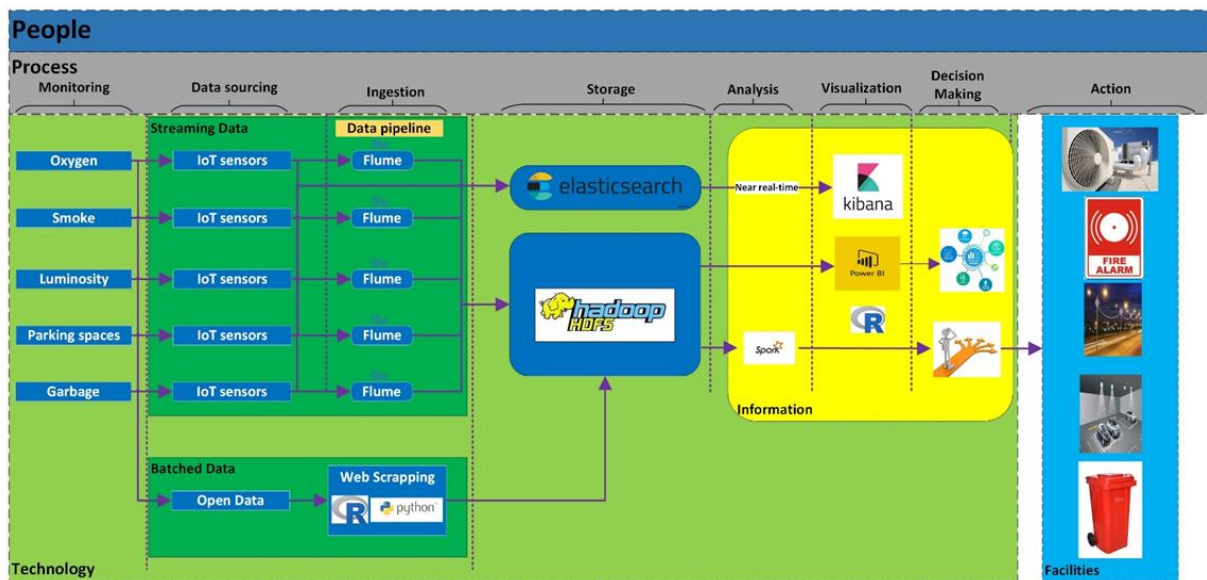 People
Process
Monitoring
Data sourcing
Ingestion
Storage
Analysis
Visualization
Decision
Making
Action
Streaming Data
Data pipeline
Oxygen
IoT sensors
Flume
Smoke
IoT sensors
Flume
Luminosity
IoT sensors
Flume
Parking spaces
IoT sensors
Flume
Garbage
IoT sensors
Flume
elasticsearch
Near real-time
kibana
hadoop
HDFS
Power BI
R
Spark
Information
FIRE
ALARM
Batched Data
Open Data
Web Scrapping
R
python
Technology
Facilities